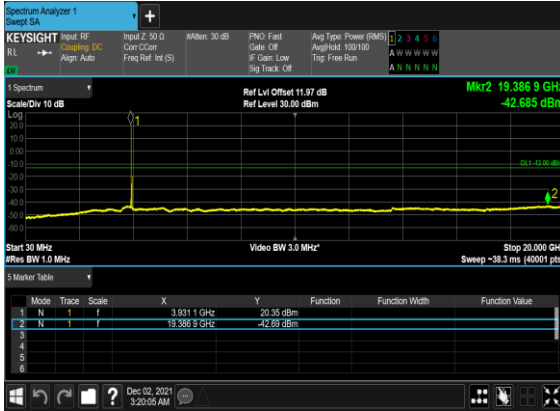 Spectrum Analyzer 1
Swept SA
+
KEYSIGHT
RL
Input: RF
Coupling: DC
Align: Auto
Input Z: 50 Ω
Corr CCorr
Freq Ref: Int (S)
#Atten: 30 dB
PNO: Fast
Gate: Off
IF Gain: Low
Sig Track: Off
Avg Type: Power (RMS)
Avg|Hold: 100/100
Trig: Free Run
1 2 3 4 5 6
A W W W W W
A N N N N N
1 Spectrum
Scale/Div 10 dB
Ref Lvl Offset 11.97 dB
Ref Level 30.00 dBm
Mkr2 19.386 9 GHz
-42.685 dBm
Log
20.0
10.0
0.00
-10.0
-20.0
-30.0
-40.0
-50.0
-60.0
1
DL1 -13.00 dBm
2
Start 30 MHz
#Res BW 1.0 MHz
Video BW 3.0 MHz*
Stop 20.000 GH
Sweep ~38.3 ms (40001 pts
5 Marker Table
Mode Trace Scale X Y Function Function Width Function Value
1 N 1 f 3.931 1 GHz 20.35 dBm
2 N 1 f 19.386 9 GHz -42.69 dBm
3
4
5
6
?
Dec 02, 2021
3:20:05 AM